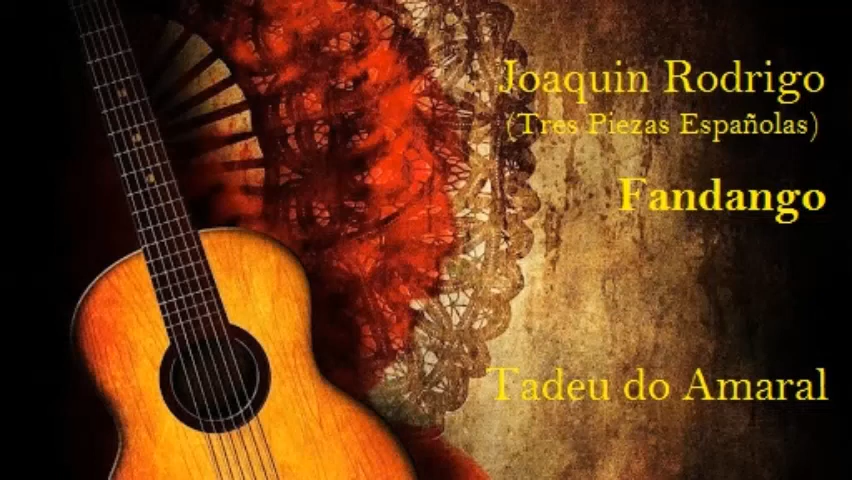 Joaquin Rodrigo
(Tres Piezas Españolas)
Fandango
Tadeu do Amaral